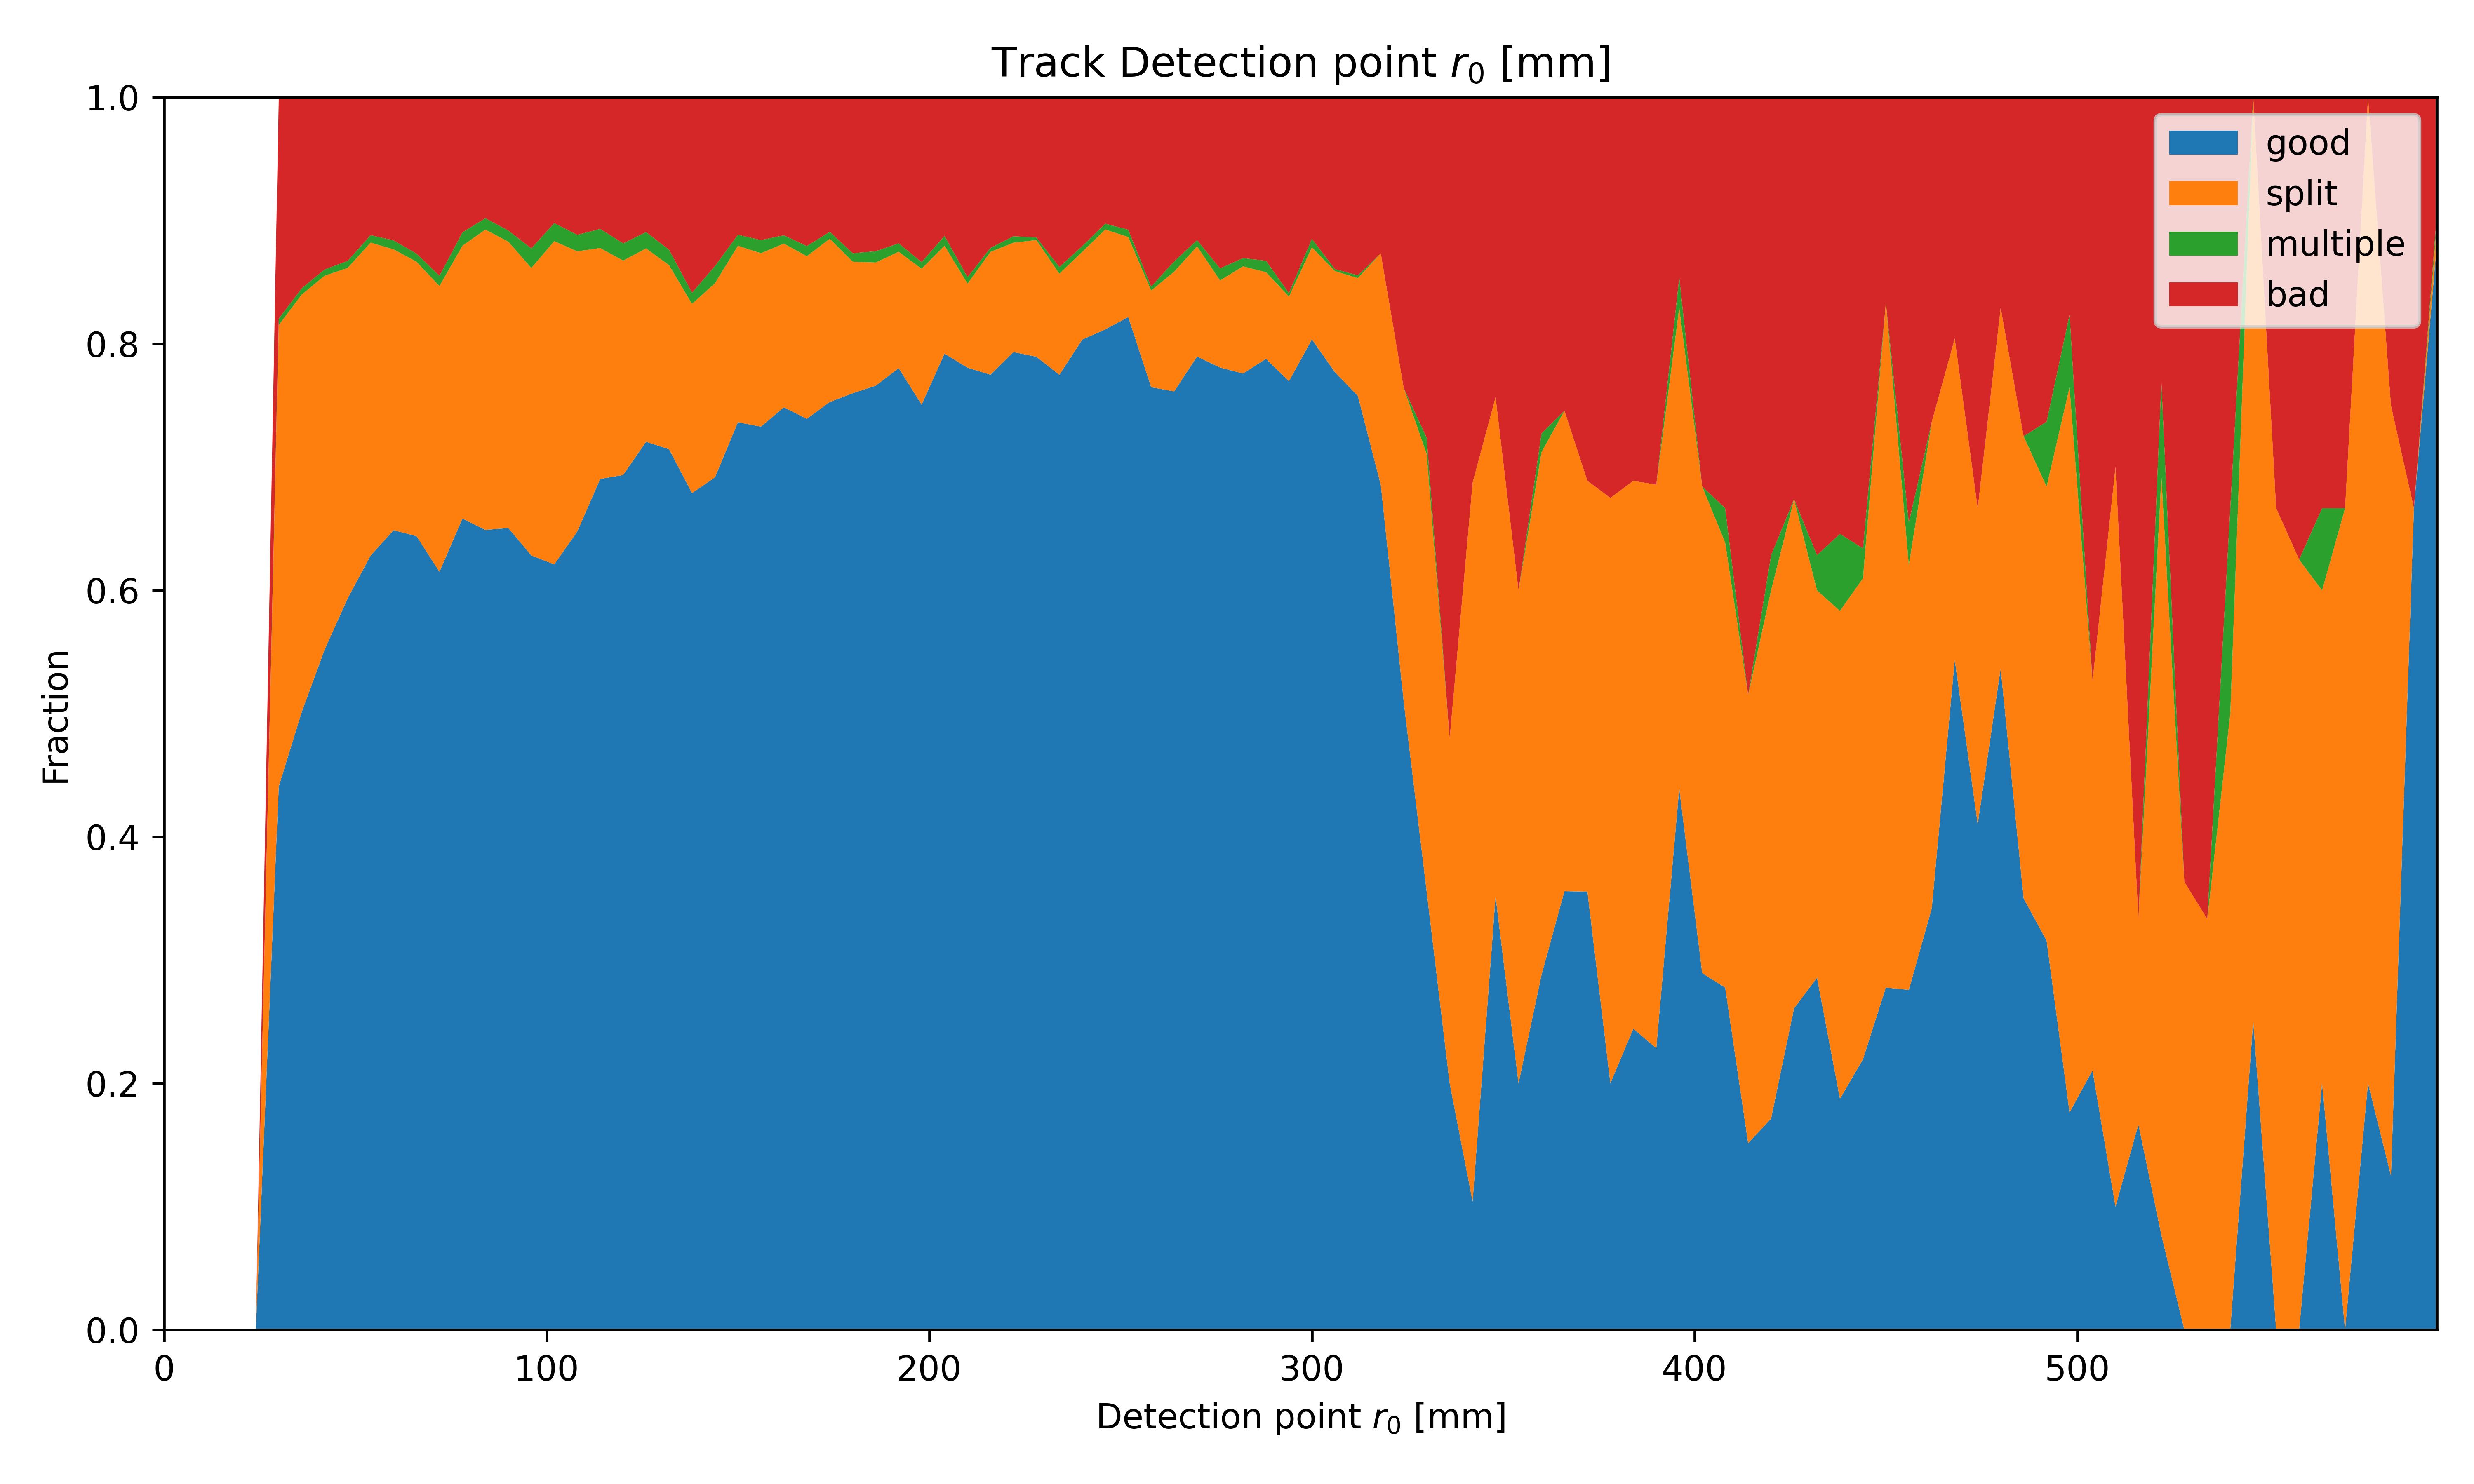 Track Detection point r₀ [mm]
1.0
0.8
0.6
0.4
0.2
0.0
Fraction
good
split
multiple
bad
0 100 200 300 400 500
Detection point r₀ [mm]